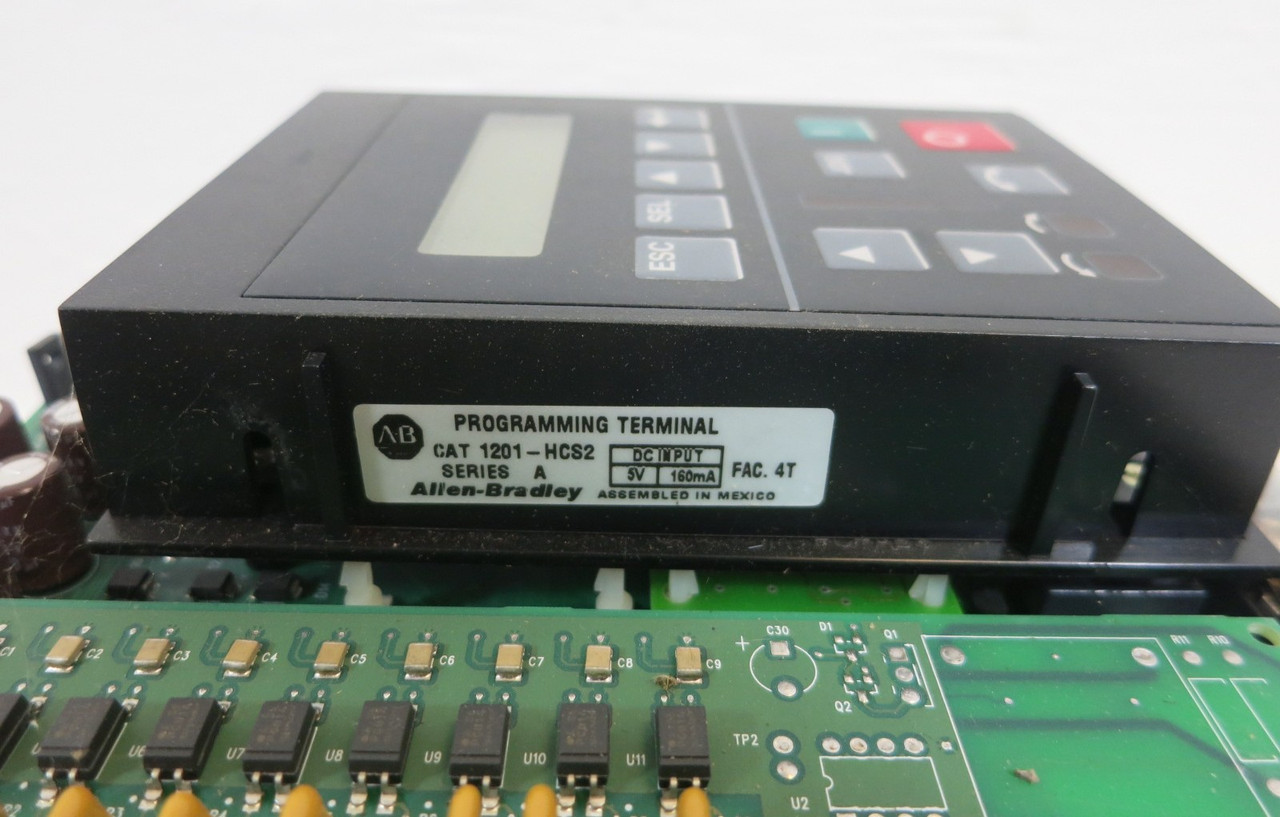 SEL
ESC
AB
PROGRAMMING TERMINAL
CAT 1201-HCS2
SERIES A
Allen-Bradley
DC INPUT
5V 160mA
FAC. 4T
ASSEMBLED IN MEXICO
C2
C3
C4
C5
C6
C7
C8
C9
C30
D1
Q1
R11
R10
Q2
U6
U7
U8
U9
U10
U11
TP2
U2